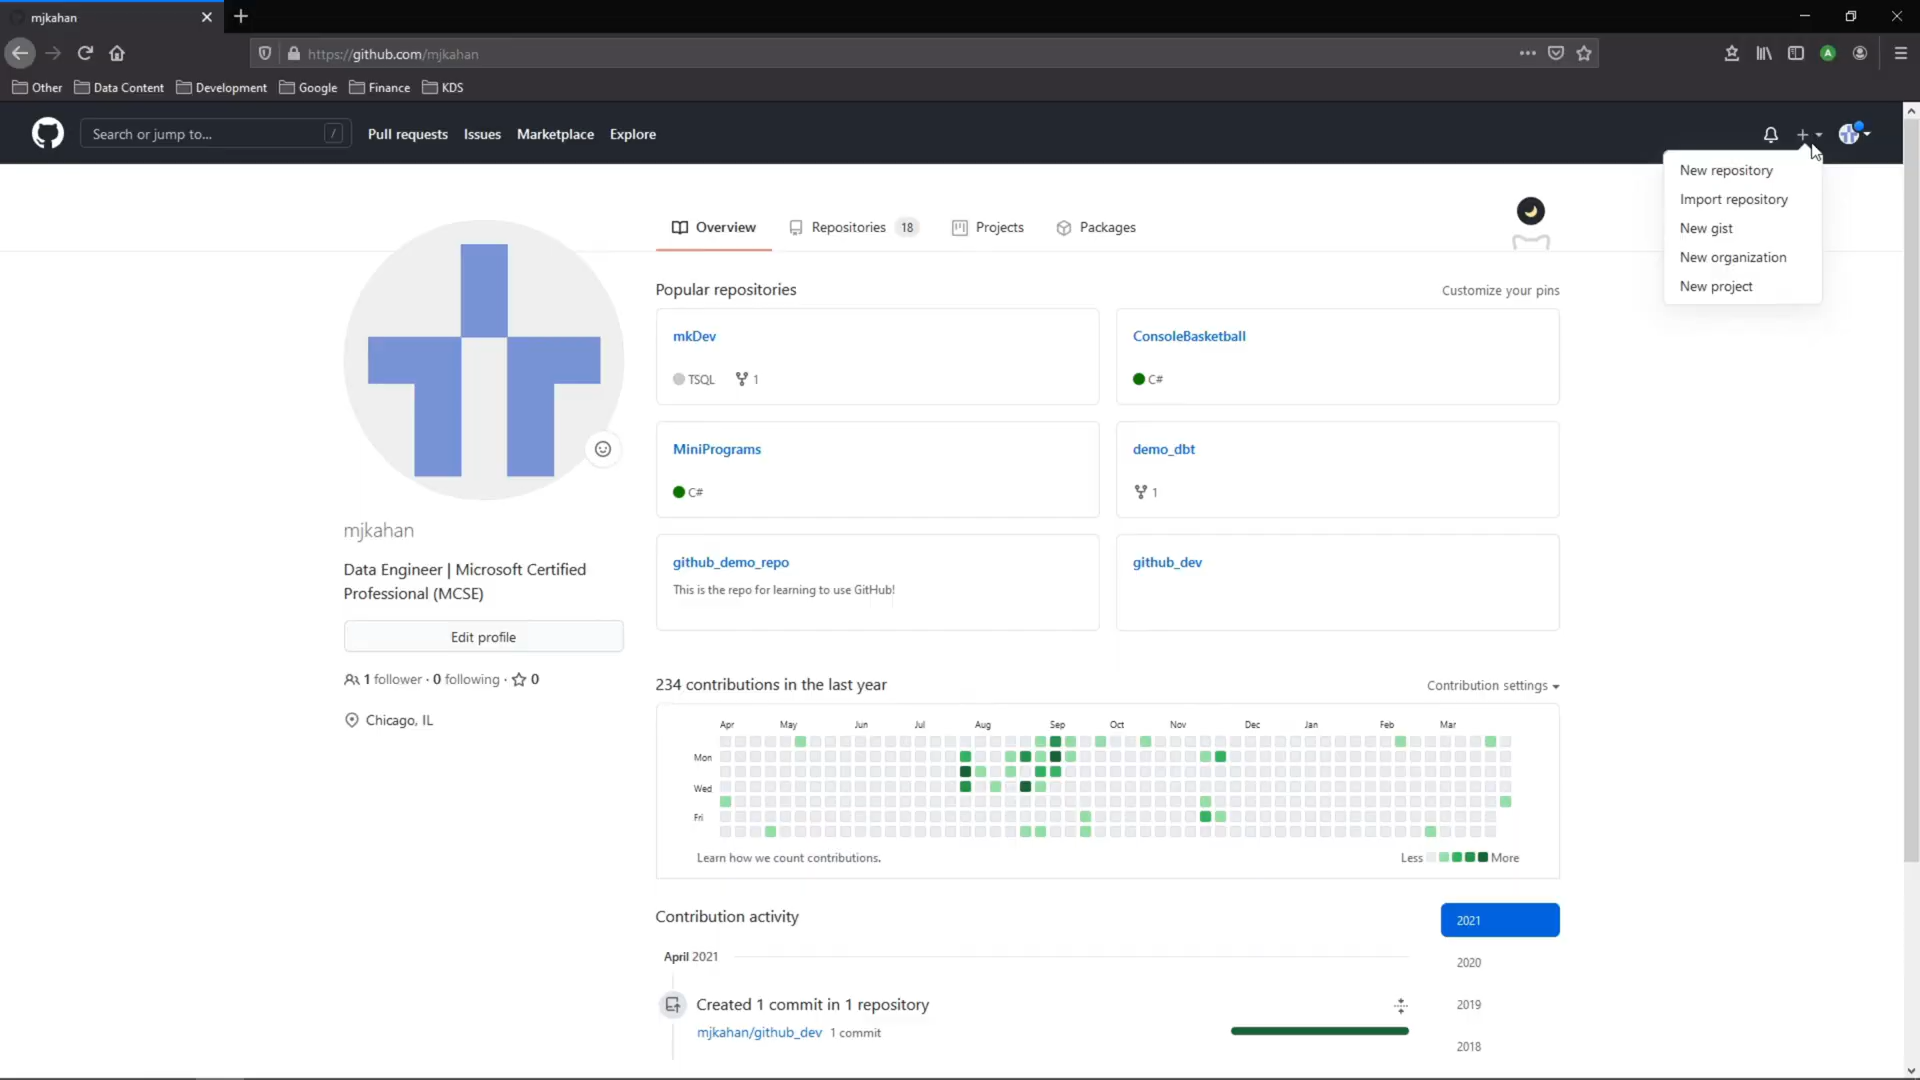 mjkahan
https://github.com/mjkahan
Other Data Content Development Google Finance KDS
Search or jump to... / Pull requests Issues Marketplace Explore
New repository
Import repository
New gist
New organization
New project
Overview Repositories 18 Projects Packages
Popular repositories Customize your pins
mkDev
TSQL 1
ConsoleBasketball
C#
MiniPrograms
C#
demo_dbt
1
github_demo_repo
This is the repo for learning to use GitHub!
github_dev
mjkahan
Data Engineer | Microsoft Certified
Professional (MCSE)
Edit profile
1 follower · 0 following · 0
Chicago, IL
234 contributions in the last year Contribution settings
Apr May Jun Jul Aug Sep Oct Nov Dec Jan Feb Mar
Mon
Wed
Fri
Learn how we count contributions. Less More
Contribution activity
2021
2020
2019
2018
April 2021
Created 1 commit in 1 repository
mjkahan/github_dev 1 commit
A